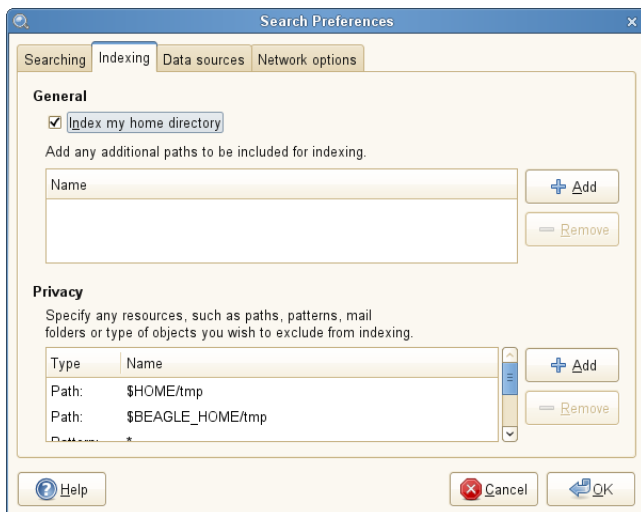 Search Preferences
Searching Indexing Data sources Network options
General
Index my home directory
Add any additional paths to be included for indexing.
Name
Add
Remove
Privacy
Specify any resources, such as paths, patterns, mail
folders or type of objects you wish to exclude from indexing.
Type Name
Path: $HOME/tmp
Path: $BEAGLE_HOME/tmp
Add
Remove
Help Cancel OK